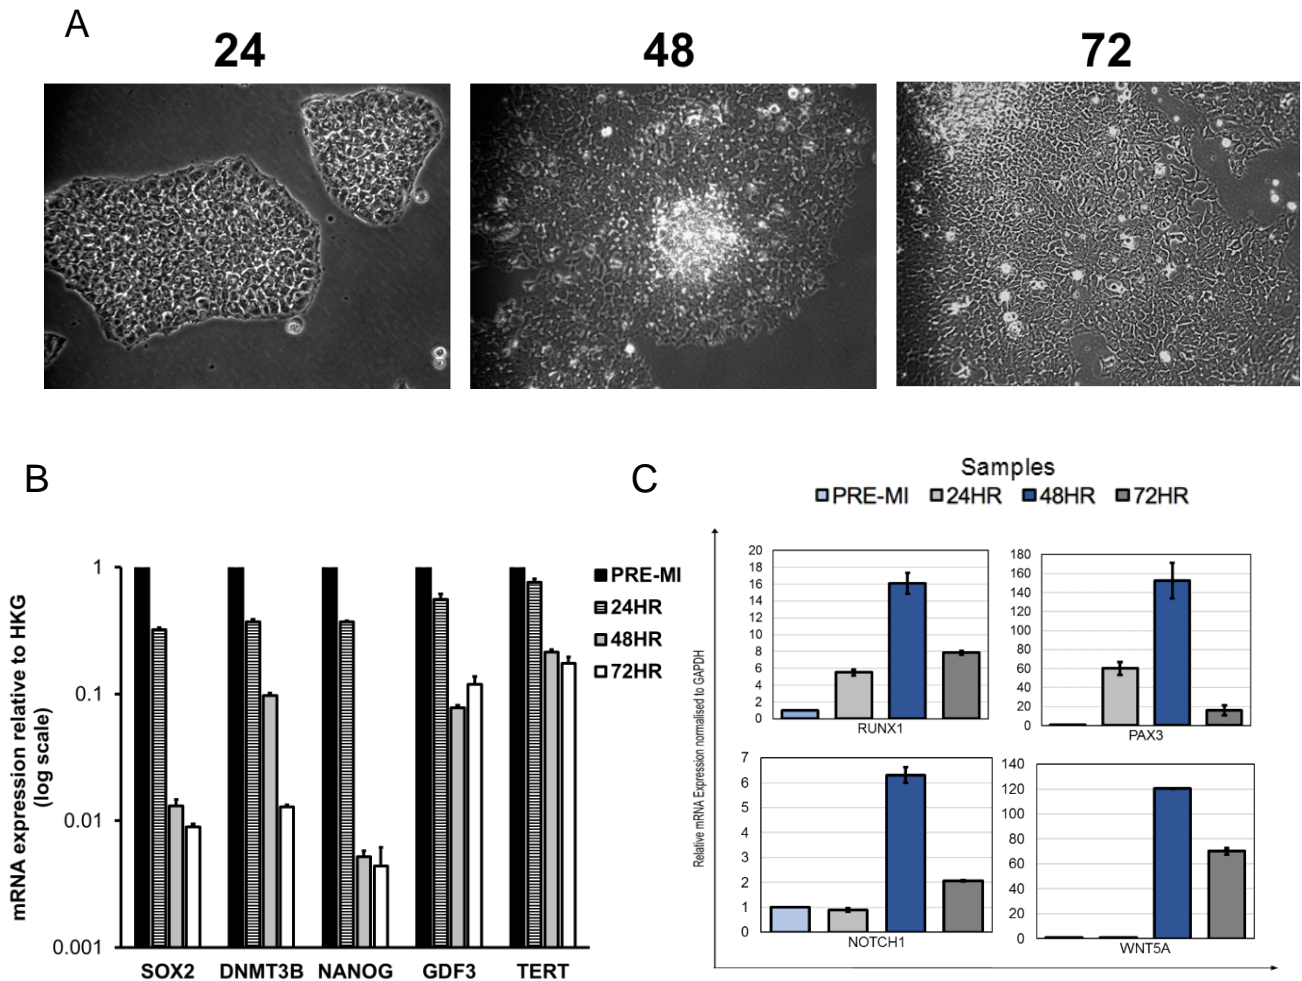 A
24 48 72
B
mRNA expression relative to HKG
(log scale)
1
0.1
0.01
0.001
SOX2 DNMT3B NANOG GDF3 TERT
PRE-MI
24HR
48HR
72HR
C
Samples
PRE-MI 24HR 48HR 72HR
Relative mRNA Expression normalised to GAPDH
20
18
16
14
12
10
8
6
4
2
0
RUNX1
180
160
140
120
100
80
60
40
20
0
PAX3
7
6
5
4
3
2
1
0
NOTCH1
140
120
100
80
60
40
20
0
WNT5A